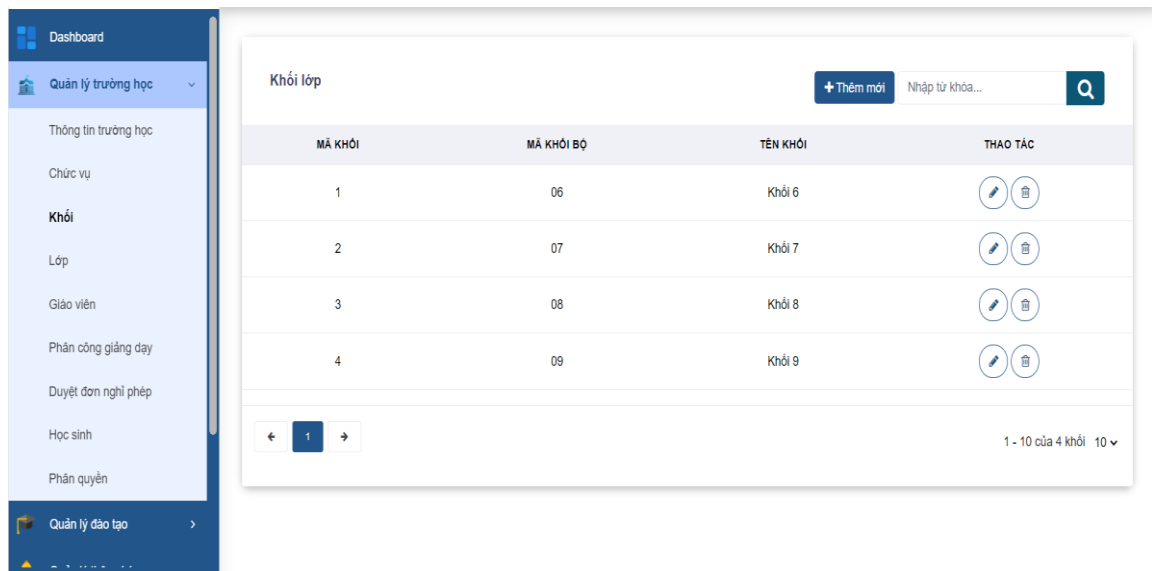 Dashboard
Quản lý trường học
Thông tin trường học
Chức vụ
Khối
Lớp
Giáo viên
Phân công giảng dạy
Duyệt đơn nghỉ phép
Học sinh
Phân quyền
Quản lý đào tạo
Khối lớp
+ Thêm mới Nhập từ khóa...
MÃ KHỐI MÃ KHỐI BỘ TÊN KHỐI THAO TÁC
1 06 Khối 6
2 07 Khối 7
3 08 Khối 8
4 09 Khối 9
1
1 - 10 của 4 khối 10